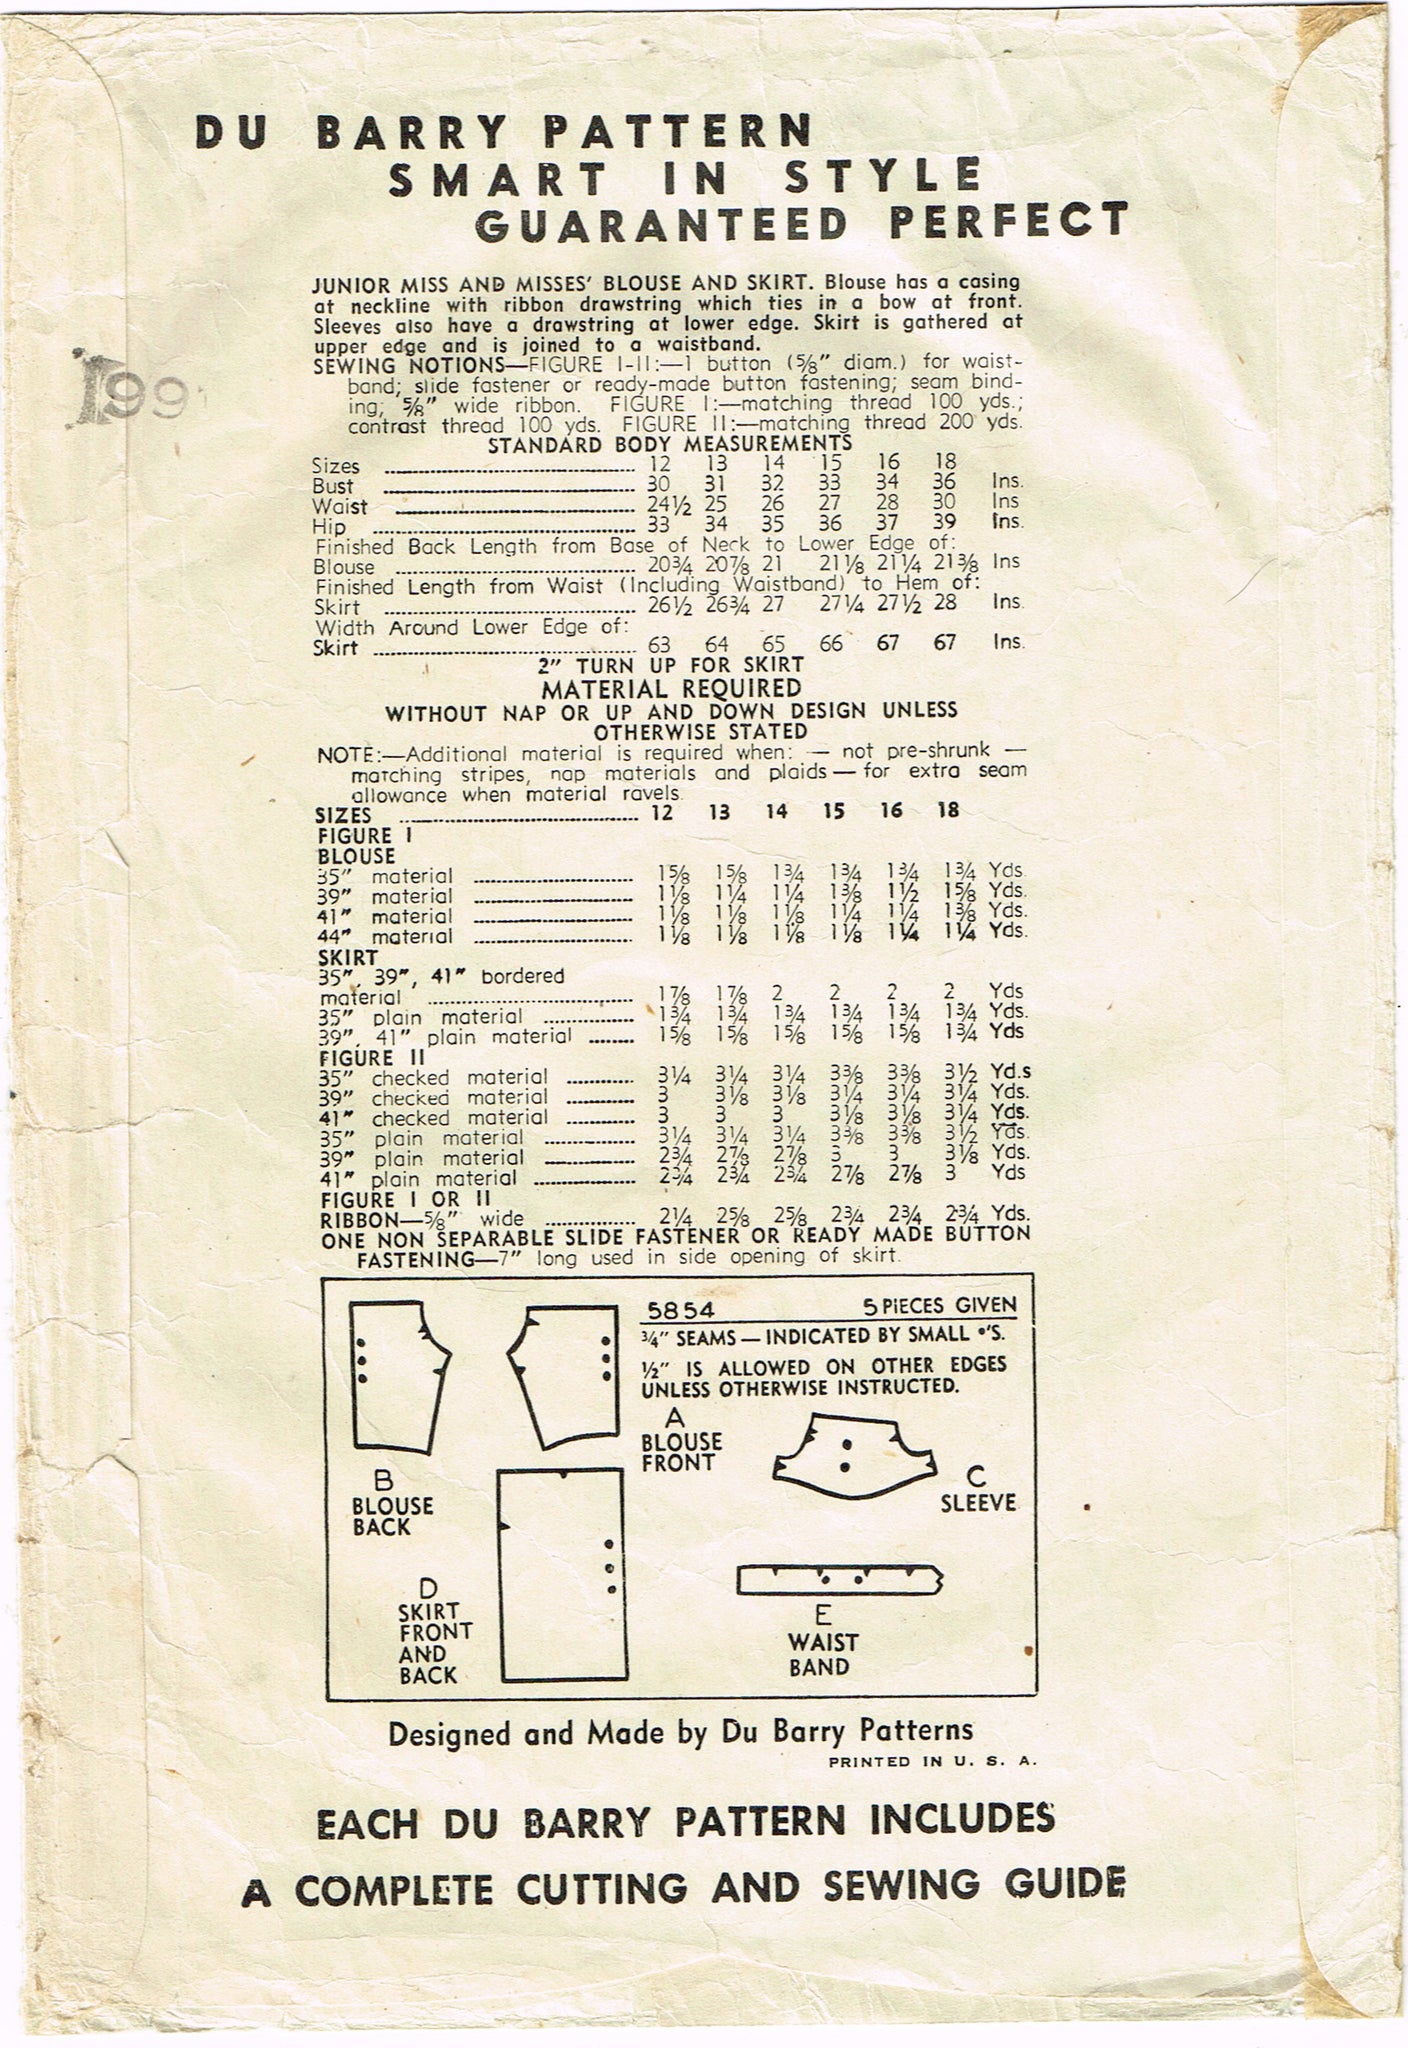 DU BARRY PATTERN
SMART IN STYLE
GUARANTEED PERFECT
JUNIOR MISS AND MISSES' BLOUSE AND SKIRT. Blouse has a casing
at neckline with ribbon drawstring which ties in a bow at front.
Sleeves also have a drawstring at lower edge. Skirt is gathered at
upper edge and is joined to a waistband.
SEWING NOTIONS—FIGURE I-II:—1 button (5/8" diam.) for waist-
band; slide fastener or ready-made button fastening; seam bind-
ing; 5/8" wide ribbon. FIGURE I:—matching thread 100 yds.;
contrast thread 100 yds. FIGURE II:—matching thread 200 yds.
199
STANDARD BODY MEASUREMENTS
Sizes ........ 12 13 14 15 16 18
Bust ........ 30 31 32 33 34 36 Ins.
Waist ........ 24½ 25 26 27 28 30 Ins
Hip ........ 33 34 35 36 37 39 Ins.
Finished Back Length from Base of Neck to Lower Edge of:
Blouse ........ 20¾ 20⅞ 21 21⅛ 21¼ 21⅜ Ins
Finished Length from Waist (Including Waistband) to Hem of:
Skirt ........ 26½ 26¾ 27 27¼ 27½ 28 Ins.
Width Around Lower Edge of:
Skirt ........ 63 64 65 66 67 67 Ins.
2" TURN UP FOR SKIRT
MATERIAL REQUIRED
WITHOUT NAP OR UP AND DOWN DESIGN UNLESS
OTHERWISE STATED
NOTE:—Additional material is required when: — not pre-shrunk —
matching stripes, nap materials and plaids — for extra seam
allowance when material ravels.
SIZES ........ 12 13 14 15 16 18
FIGURE I
BLOUSE
35" material ........ 1⅝ 1⅝ 1¾ 1¾ 1¾ 1¾ Yds.
39" material ........ 1⅛ 1¼ 1¼ 1⅜ 1½ 1⅝ Yds.
41" material ........ 1⅛ 1⅛ 1⅛ 1¼ 1¼ 1⅜ Yds.
44" material ........ 1⅛ 1⅛ 1⅛ 1⅛ 1¼ 1¼ Yds.
SKIRT
35", 39", 41" bordered
material ........ 1⅞ 1⅞ 2 2 2 2 Yds
35" plain material ........ 1¾ 1¾ 1¾ 1¾ 1¾ 1¾ Yds.
39", 41" plain material ........ 1⅝ 1⅝ 1⅝ 1⅝ 1⅝ 1¾ Yds
FIGURE II
35" checked material ........ 3¼ 3¼ 3¼ 3⅜ 3⅜ 3½ Yd.s
39" checked material ........ 3 3⅛ 3⅛ 3¼ 3¼ 3¼ Yds.
41" checked material ........ 3 3 3 3⅛ 3⅛ 3¼ Yds.
35" plain material ........ 3¼ 3¼ 3¼ 3⅜ 3⅜ 3½ Yds.
39" plain material ........ 2¾ 2⅞ 2⅞ 3 3 3⅛ Yds.
41" plain material ........ 2¾ 2¾ 2¾ 2⅞ 2⅞ 3 Yds
FIGURE I OR II
RIBBON—5/8" wide ........ 2¼ 2⅝ 2⅝ 2¾ 2¾ 2¾ Yds.
ONE NON SEPARABLE SLIDE FASTENER OR READY MADE BUTTON
FASTENING—7" long used in side opening of skirt.
5854 5 PIECES GIVEN
¾" SEAMS — INDICATED BY SMALL •'S.
½" IS ALLOWED ON OTHER EDGES
UNLESS OTHERWISE INSTRUCTED.
A
BLOUSE
FRONT
B
BLOUSE
BACK
C
SLEEVE
D
SKIRT
FRONT
AND
BACK
E
WAIST
BAND
Designed and Made by Du Barry Patterns
PRINTED IN U. S. A.
EACH DU BARRY PATTERN INCLUDES
A COMPLETE CUTTING AND SEWING GUIDE